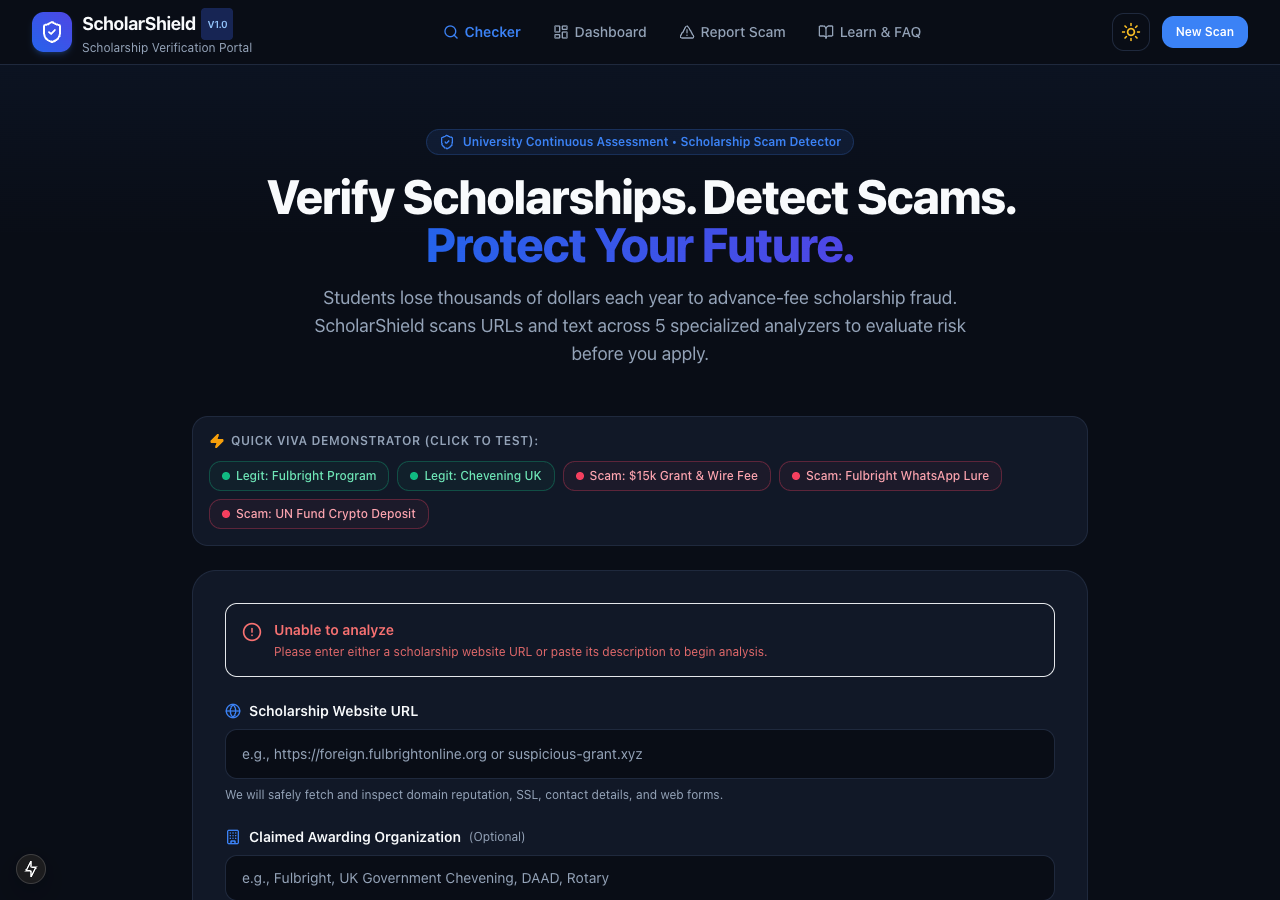 ScholarShield V1.0
Scholarship Verification Portal
Checker
Dashboard
Report Scam
Learn & FAQ
New Scan
University Continuous Assessment • Scholarship Scam Detector
Verify Scholarships. Detect Scams.
Protect Your Future.
Students lose thousands of dollars each year to advance-fee scholarship fraud.
ScholarShield scans URLs and text across 5 specialized analyzers to evaluate risk
before you apply.
QUICK VIVA DEMONSTRATOR (CLICK TO TEST):
Legit: Fulbright Program
Legit: Chevening UK
Scam: $15k Grant & Wire Fee
Scam: Fulbright WhatsApp Lure
Scam: UN Fund Crypto Deposit
Unable to analyze
Please enter either a scholarship website URL or paste its description to begin analysis.
Scholarship Website URL
e.g., https://foreign.fulbrightonline.org or suspicious-grant.xyz
We will safely fetch and inspect domain reputation, SSL, contact details, and web forms.
Claimed Awarding Organization (Optional)
e.g., Fulbright, UK Government Chevening, DAAD, Rotary